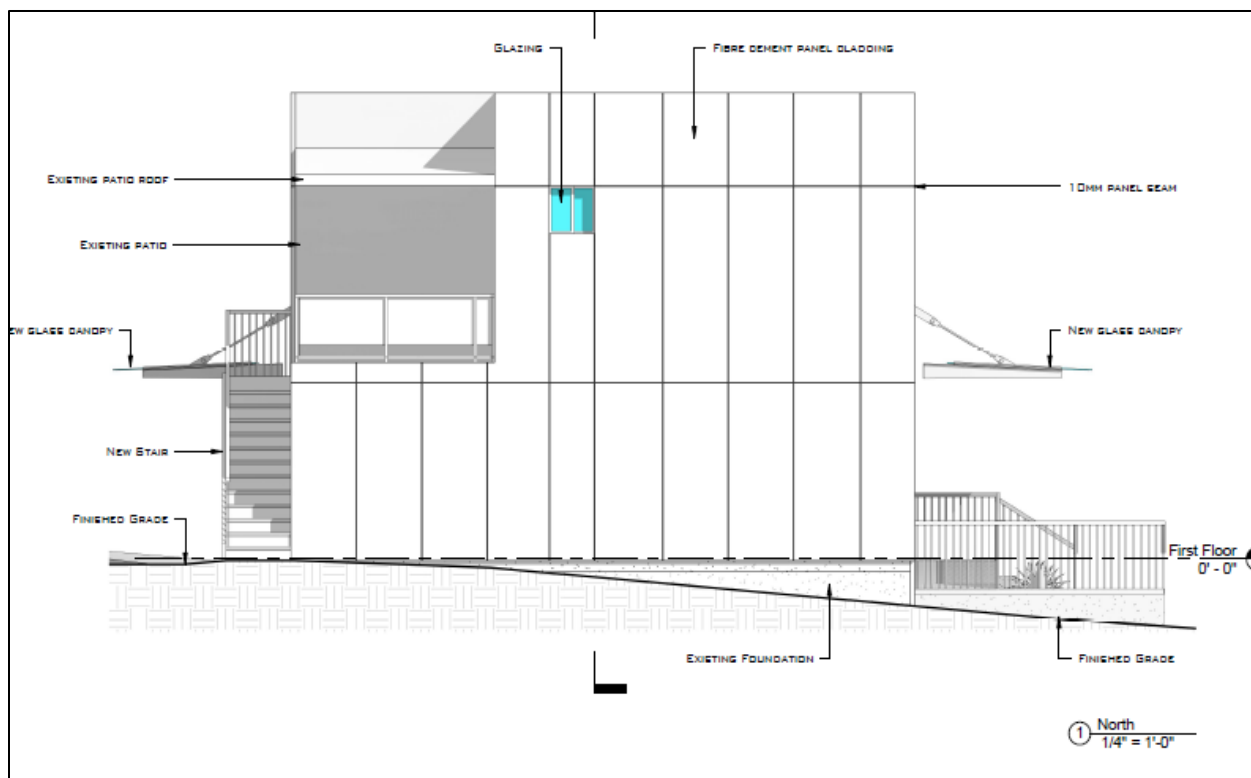 Glazing
Fibre cement panel cladding
Existing patio roof
10mm panel seam
Existing patio
ew glass canopy
New glass canopy
New Stair
Finished Grade
First Floor
0' - 0"
Existing Foundation
Finished Grade
1 North
1/4" = 1'-0"